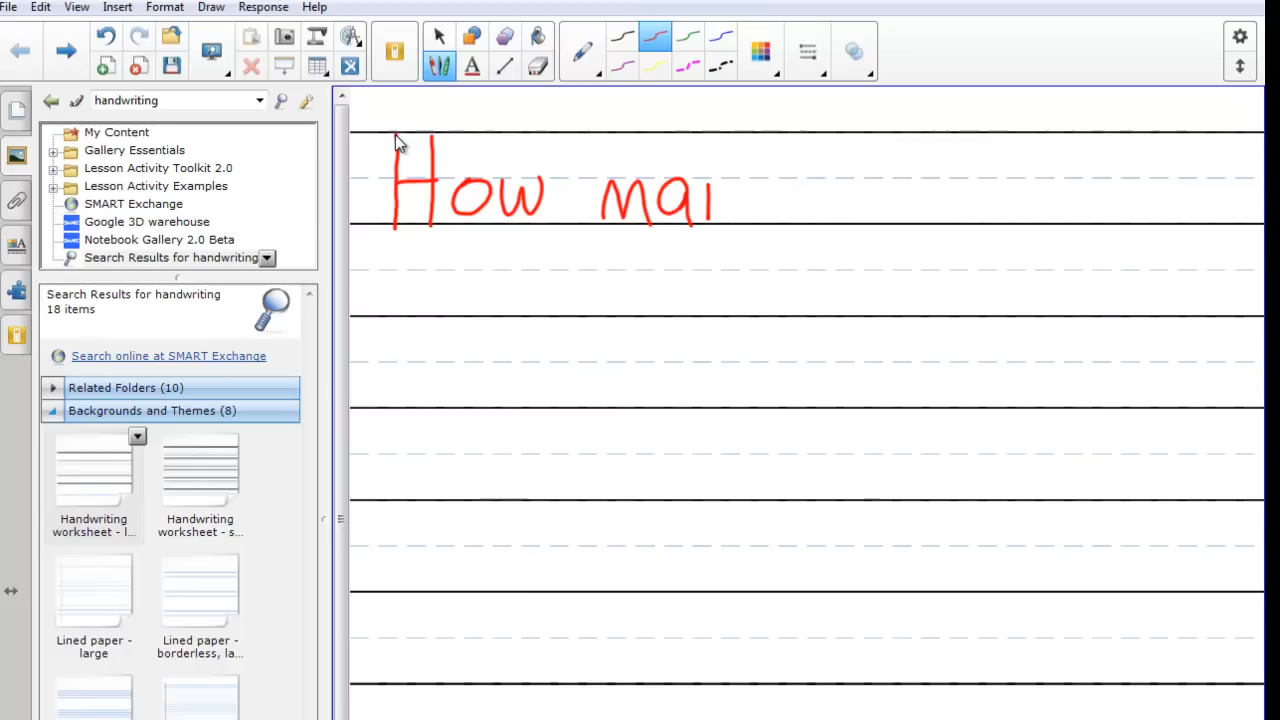 File Edit View Insert Format Draw Response Help
handwriting
My Content
Gallery Essentials
Lesson Activity Toolkit 2.0
Lesson Activity Examples
SMART Exchange
Google 3D warehouse
Notebook Gallery 2.0 Beta
Search Results for handwriting
Search Results for handwriting
18 items
Search online at SMART Exchange
Related Folders (10)
Backgrounds and Themes (8)
Handwriting
worksheet - l...
Handwriting
worksheet - s...
Lined paper -
large
Lined paper -
borderless, la...
How mai